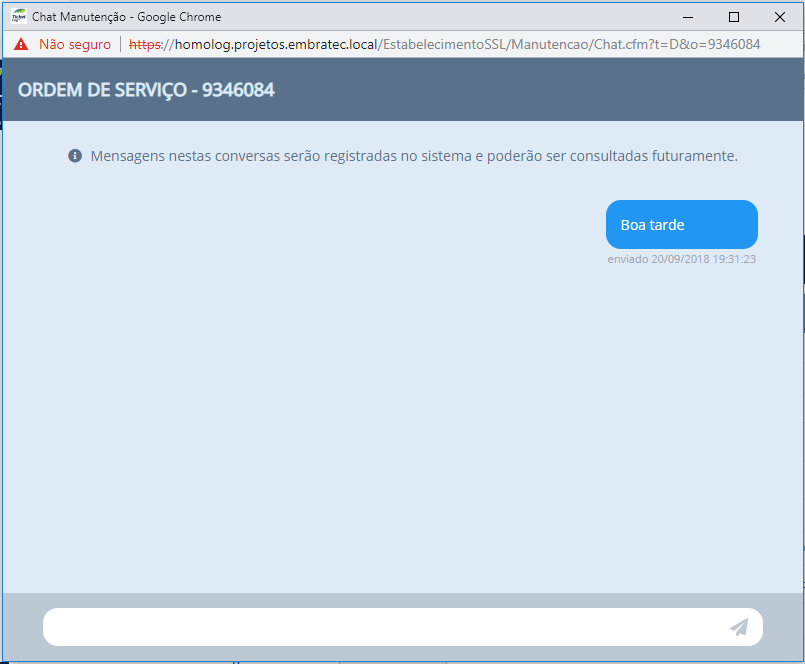 Chat Manutenção - Google Chrome
Não seguro | https://homolog.projetos.embratec.local/EstabelecimentoSSL/Manutencao/Chat.cfm?t=D&o=9346084
ORDEM DE SERVIÇO - 9346084
Mensagens nestas conversas serão registradas no sistema e poderão ser consultadas futuramente.
Boa tarde
enviado 20/09/2018 19:31:23